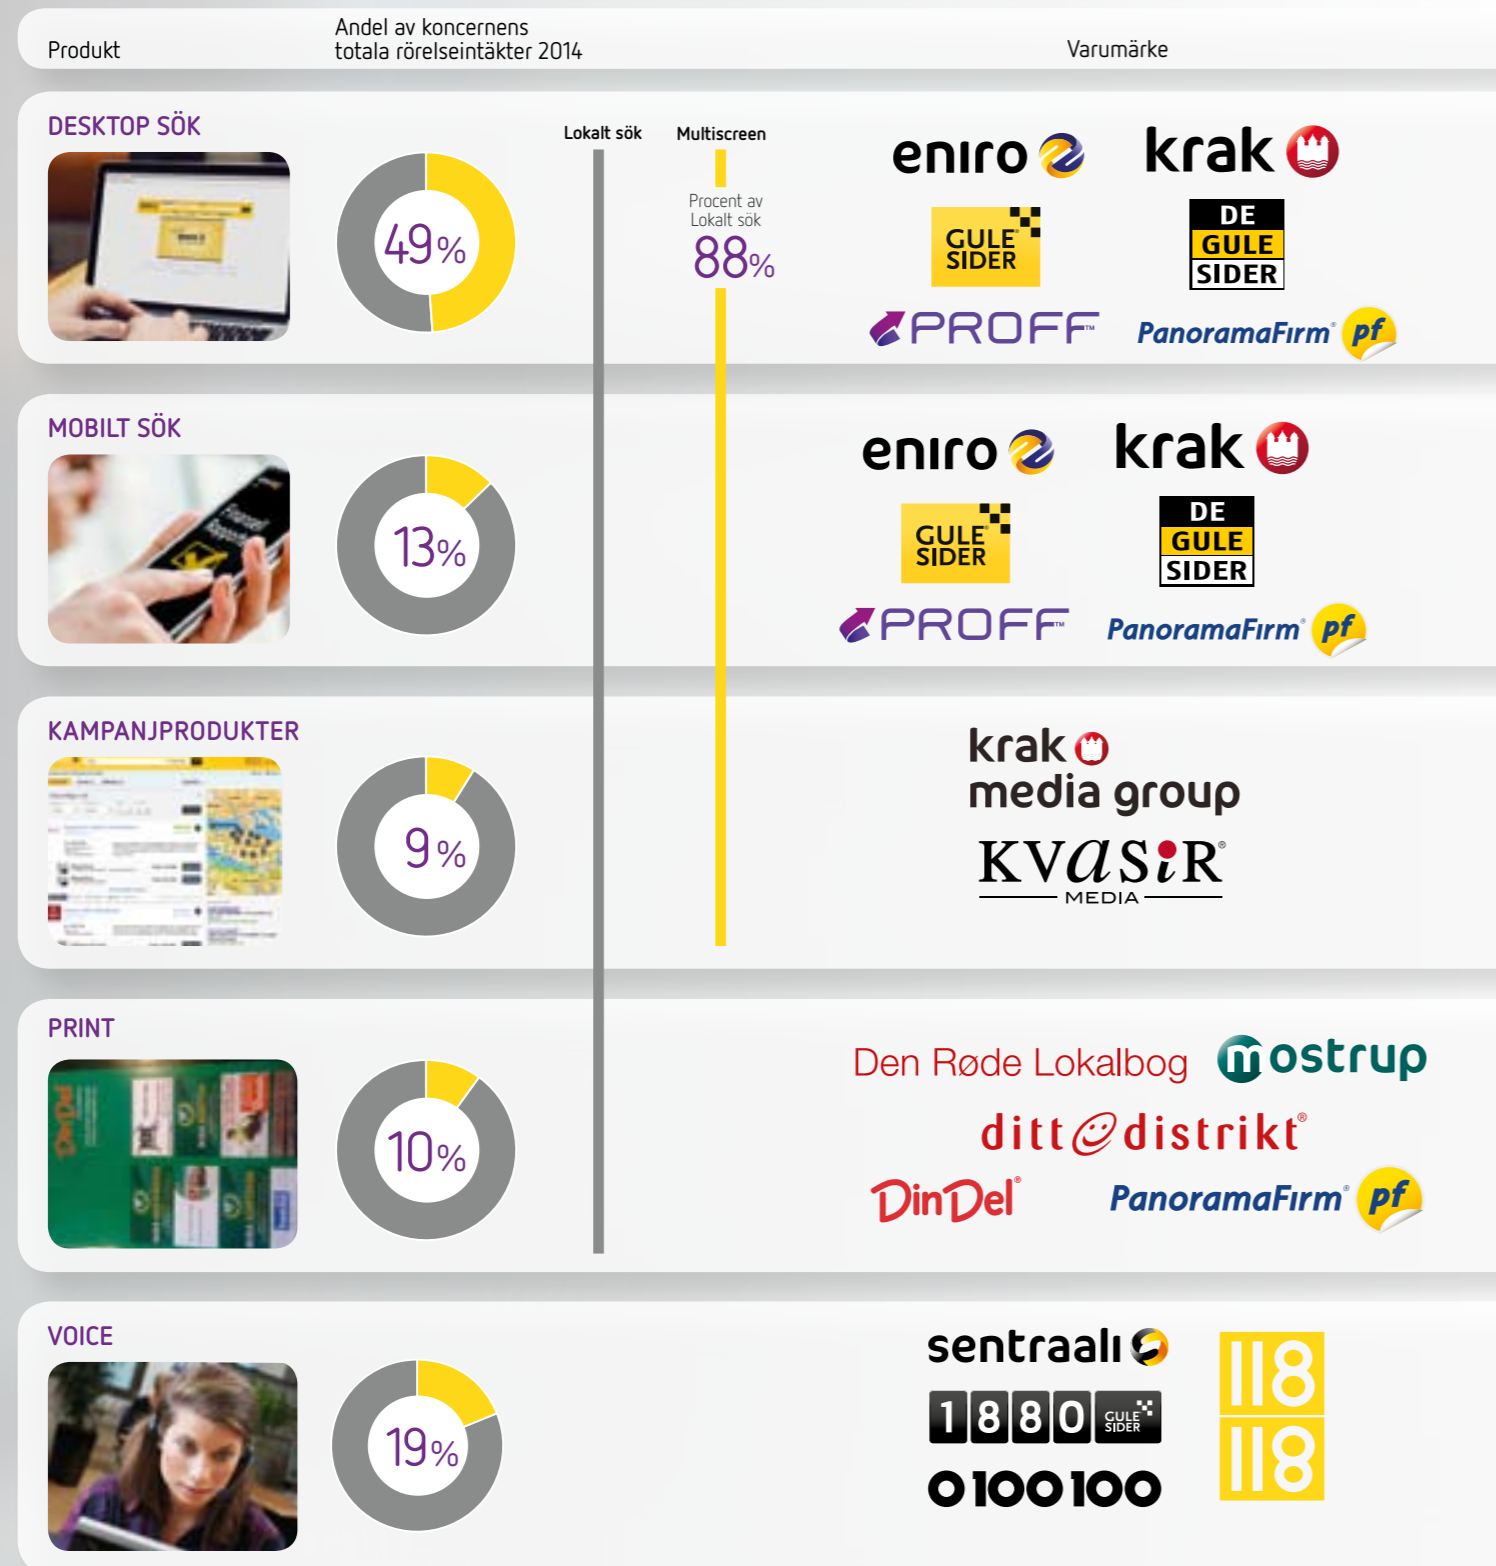 Produkt
Andel av koncernens
totala rörelseintäkter 2014
Varumärke
DESKTOP SÖK
49%
Lokalt sök
Multiscreen
Procent av
Lokalt sök
88%
eniro
krak
GULE
SIDER
DE
GULE
SIDER
PROFF™
PanoramaFirm® pf
MOBILT SÖK
13%
eniro
krak
GULE
SIDER
DE
GULE
SIDER
PROFF™
PanoramaFirm® pf
KAMPANJPRODUKTER
9%
krak
media group
KVASiR®
MEDIA
PRINT
10%
Den Røde Lokalbog
mostrup
ditt distrikt®
DinDel®
PanoramaFirm® pf
VOICE
19%
sentraali
1880 GULE
SIDER
118
118
0100100